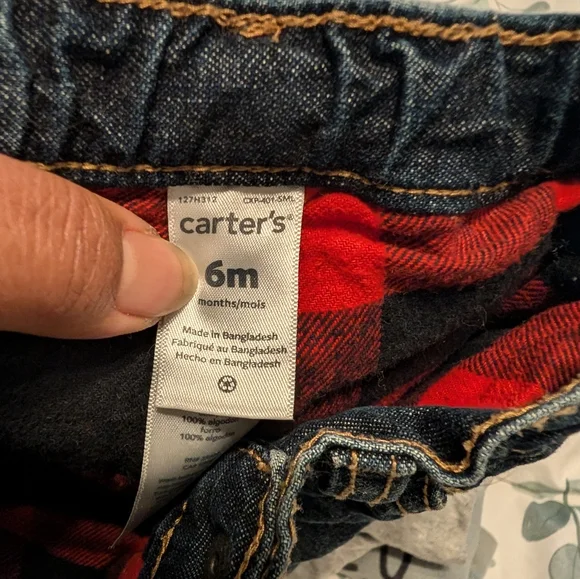 127H312 CXP-401-SML
carter's®
6m
months/mois
Made in Bangladesh
Fabriqué au Bangladesh
Hecho en Bangladesh
100% algodón
forro
100% algodón